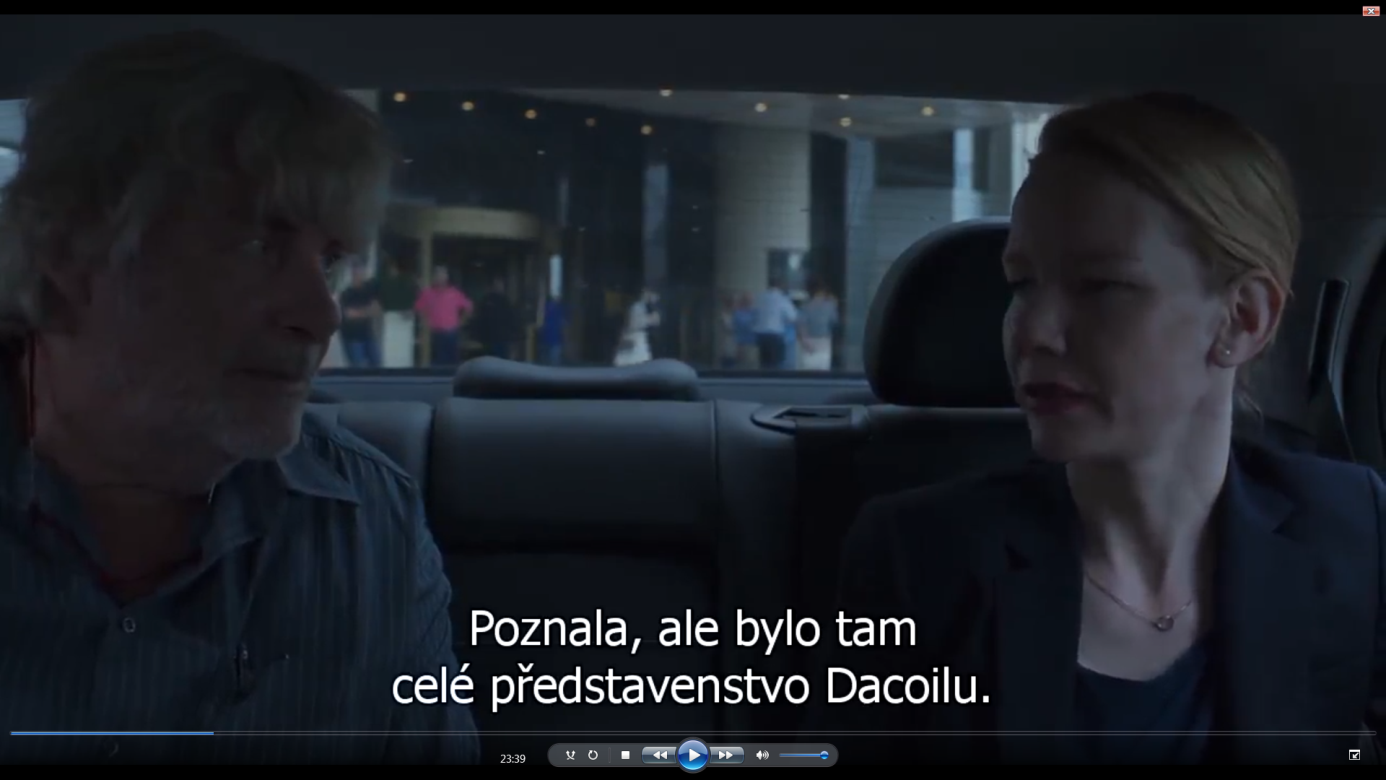 Poznala, ale bylo tam
celé představenstvo Dacoilu.
23:39